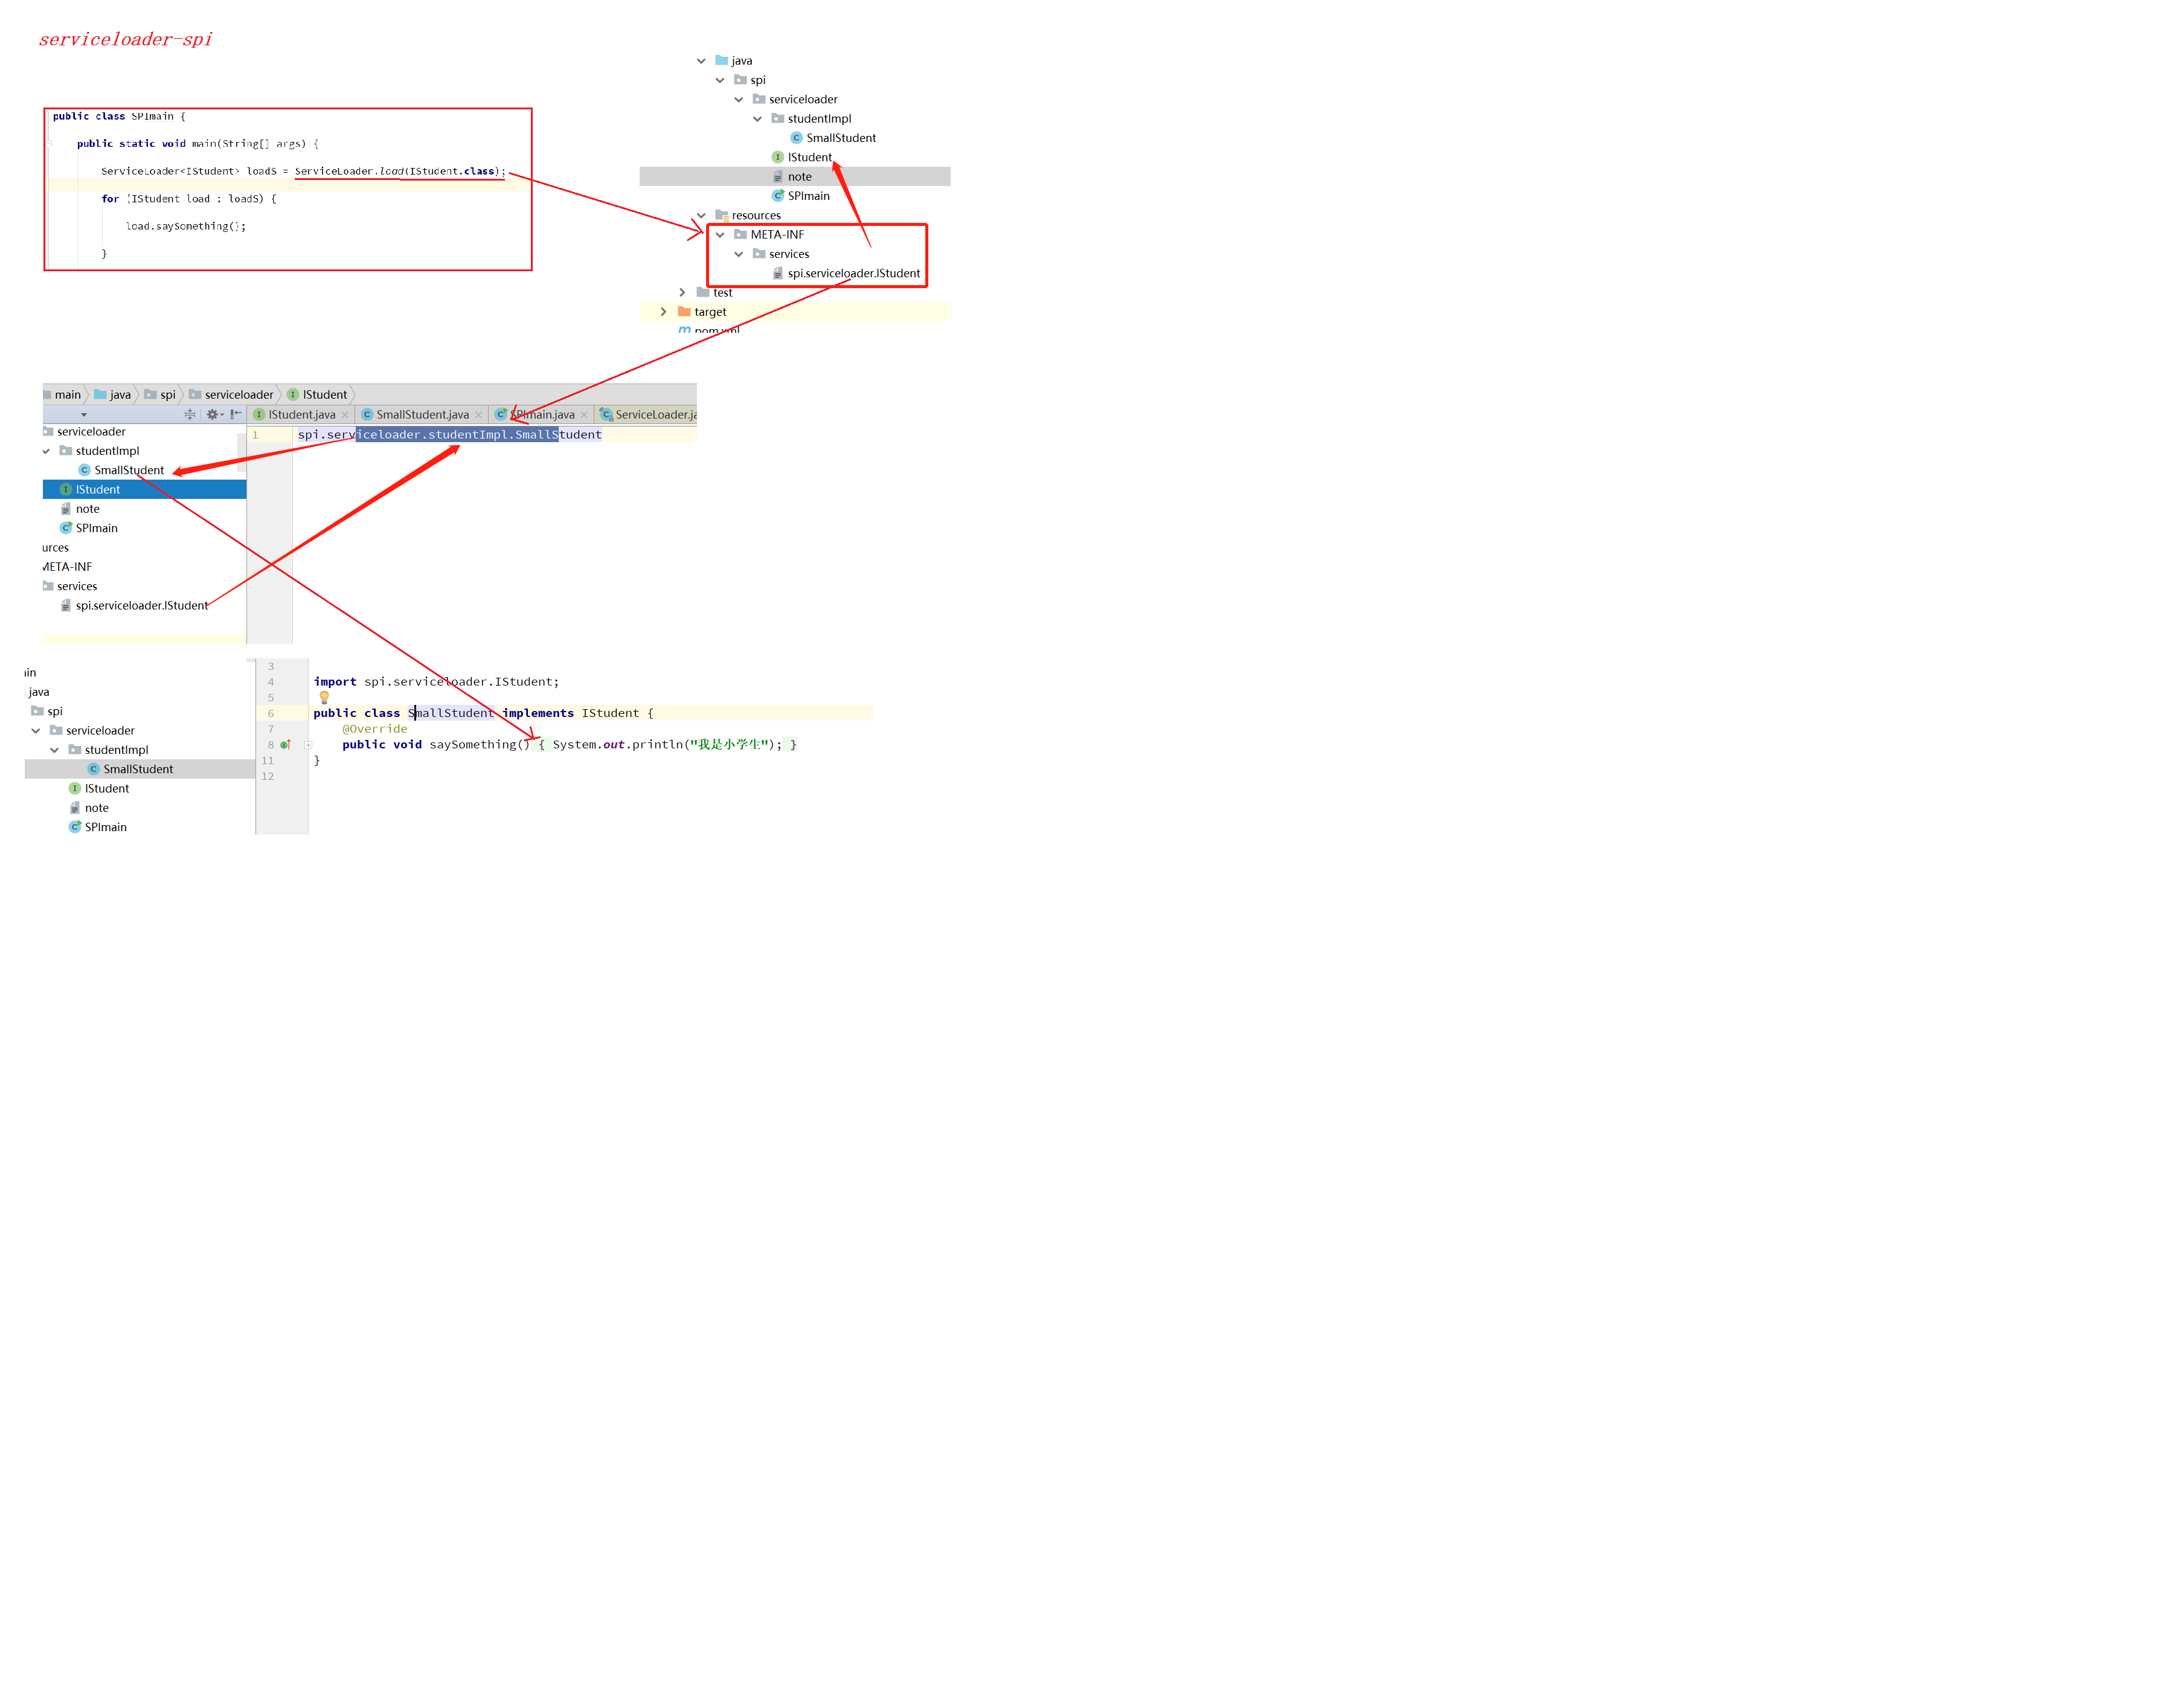 serviceloader-spi
public class SPImain {
public static void main(String[] args) {
ServiceLoader<IStudent> loadS = ServiceLoader.load(IStudent.class);
for (IStudent load : loadS) {
load.saySomething();
}
java
spi
serviceloader
studentImpl
SmallStudent
IStudent
note
SPImain
resources
META-INF
services
spi.serviceloader.IStudent
test
target
pom.xml
main java spi serviceloader IStudent
IStudent.java SmallStudent.java SPImain.java ServiceLoader.ja
serviceloader
studentImpl
SmallStudent
IStudent
note
SPImain
urces
META-INF
services
spi.serviceloader.IStudent
1 spi.serviceloader.studentImpl.SmallStudent
in
java
spi
serviceloader
studentImpl
SmallStudent
IStudent
note
SPImain
3
4 import spi.serviceloader.IStudent;
5
6 public class SmallStudent implements IStudent {
7 @Override
8 public void saySomething() { System.out.println("我是小学生"); }
11 }
12